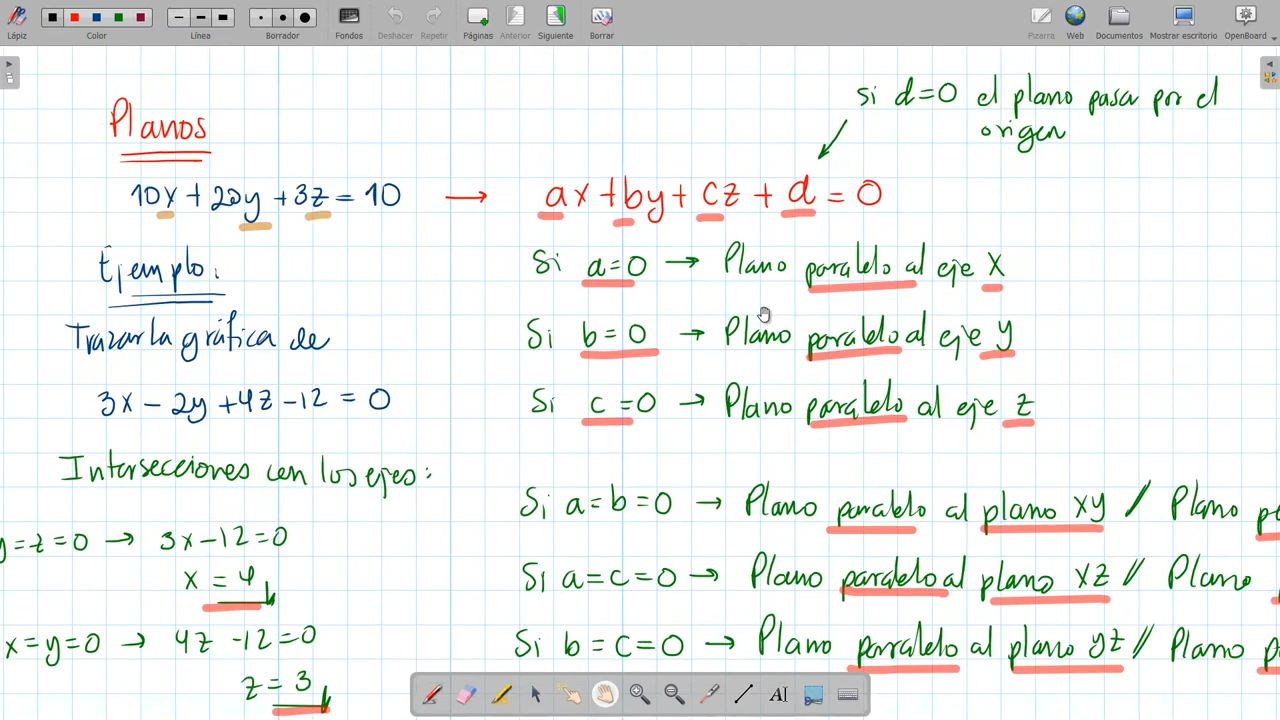 Lápiz Color Línea Borrador Fondos Deshacer Repetir Páginas Anterior Siguiente Borrar Pizarra Web Documentos Mostrar escritorio OpenBoard
si d=0 el plano pasa por el
origen
Planos
10x + 20y + 3z = 10 → ax + by + cz + d = 0
Ejemplo:
Trazar la gráfica de
3x - 2y + 4z - 12 = 0
Intersecciones con los ejes:
y=z=0 → 3x-12=0
x = 4
x=y=0 → 4z - 12=0
z = 3
Si a=0 → Plano paralelo al eje x
Si b=0 → Plano paralelo al eje y
Si c=0 → Plano paralelo al eje z
Si a=b=0 → Plano paralelo al plano xy // Plano
Si a=c=0 → Plano paralelo al plano xz // Plano
Si b=c=0 → Plano paralelo al plano yz // Plano